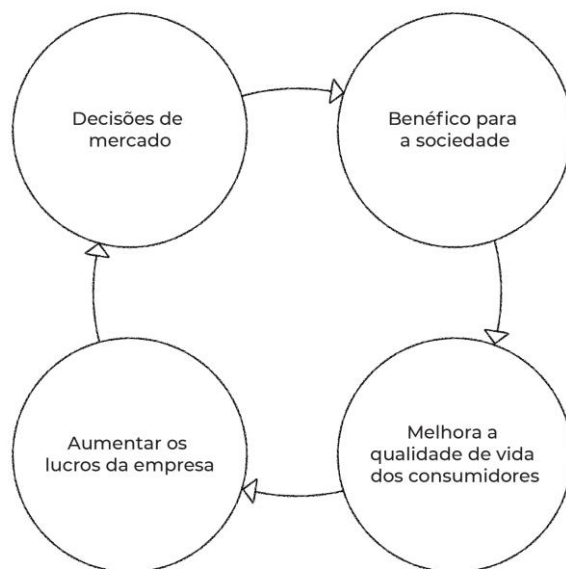 Decisões de
mercado
Benéfico para
a sociedade
Melhora a
qualidade de vida
dos consumidores
Aumentar os
lucros da empresa